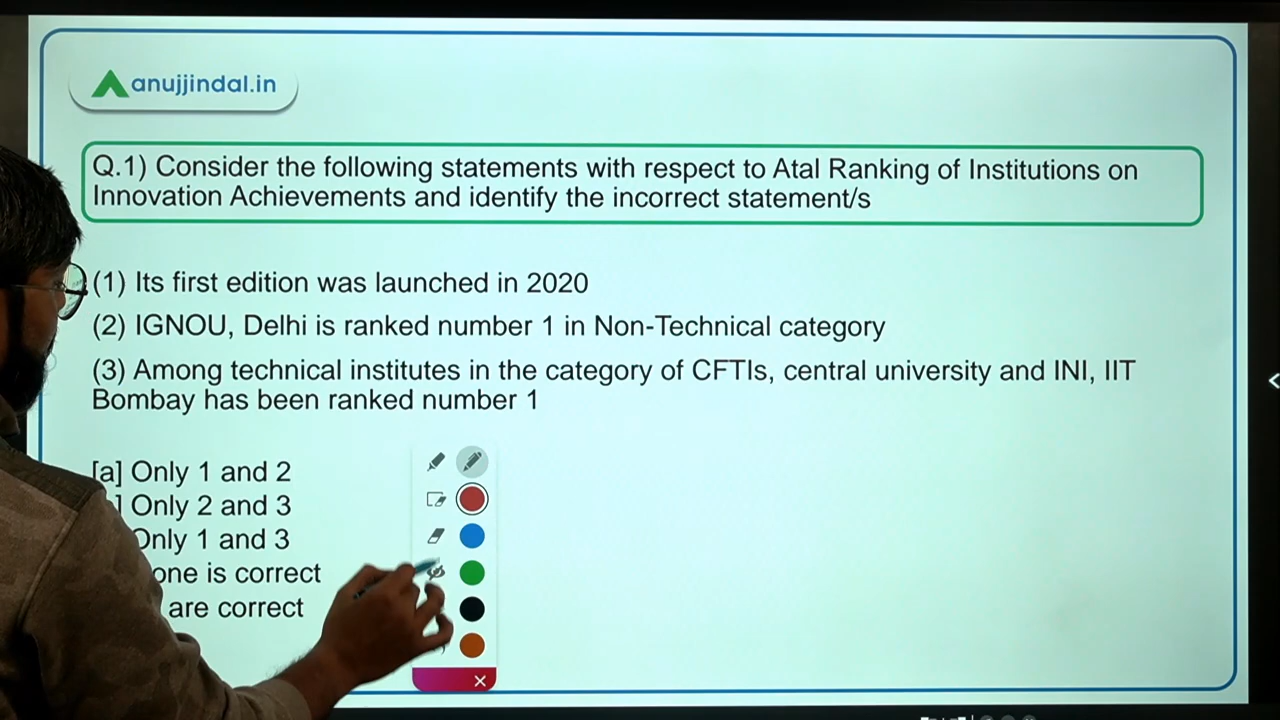 anujjindal.in
Q.1) Consider the following statements with respect to Atal Ranking of Institutions on
Innovation Achievements and identify the incorrect statement/s
(1) Its first edition was launched in 2020
(2) IGNOU, Delhi is ranked number 1 in Non-Technical category
(3) Among technical institutes in the category of CFTIs, central university and INI, IIT
Bombay has been ranked number 1
[a] Only 1 and 2
] Only 2 and 3
Only 1 and 3
one is correct
are correct